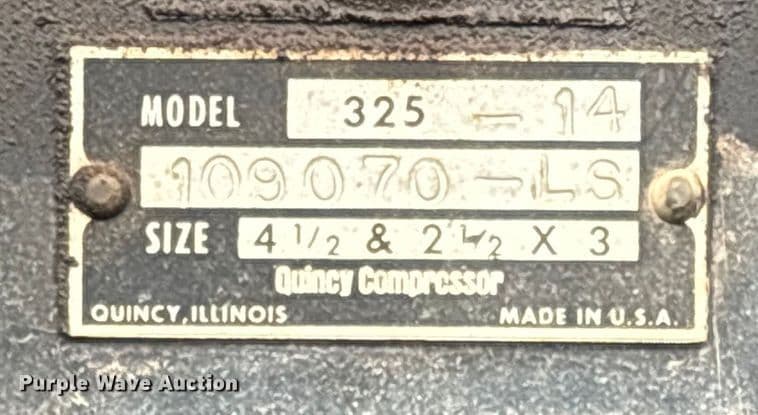 MODEL 325 - 14
109070-LS
SIZE 4 1/2 & 2 1/2 X 3
Quincy Compressor
QUINCY, ILLINOIS MADE IN U.S.A.
Purple Wave Auction